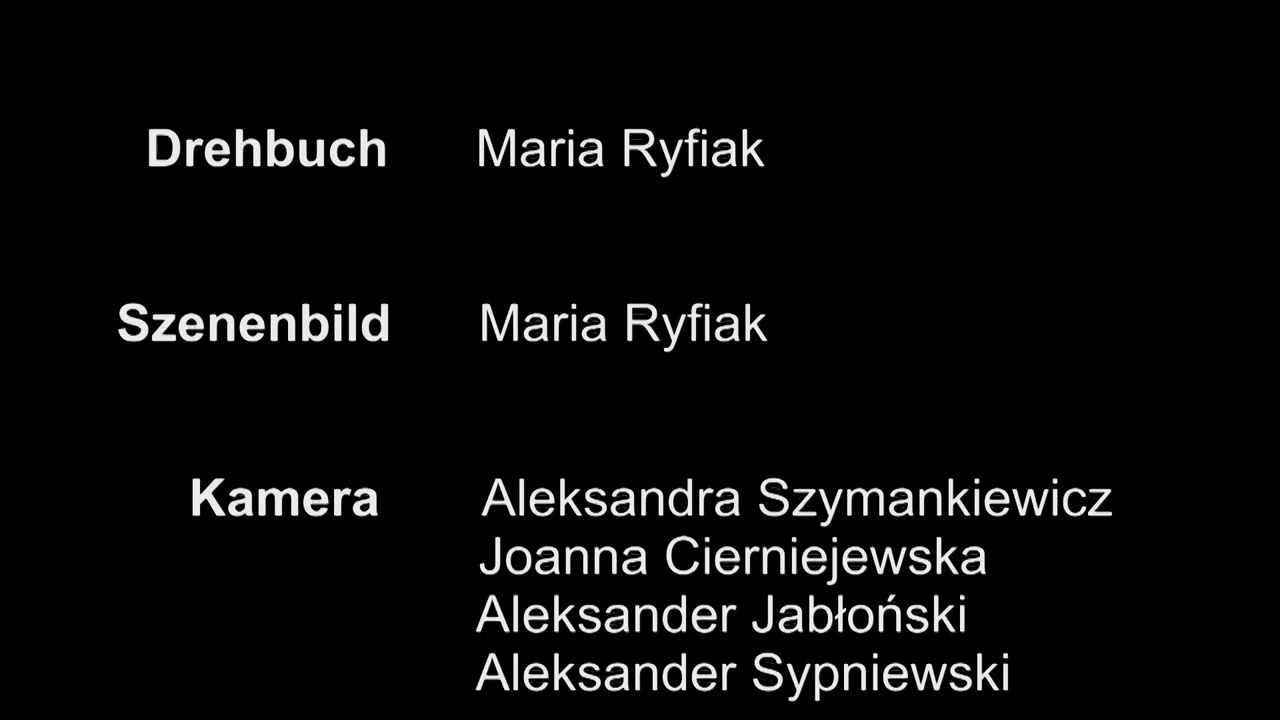 Drehbuch Maria Ryfiak
Szenenbild Maria Ryfiak
Kamera Aleksandra Szymankiewicz
Joanna Cierniejewska
Aleksander Jabłoński
Aleksander Sypniewski